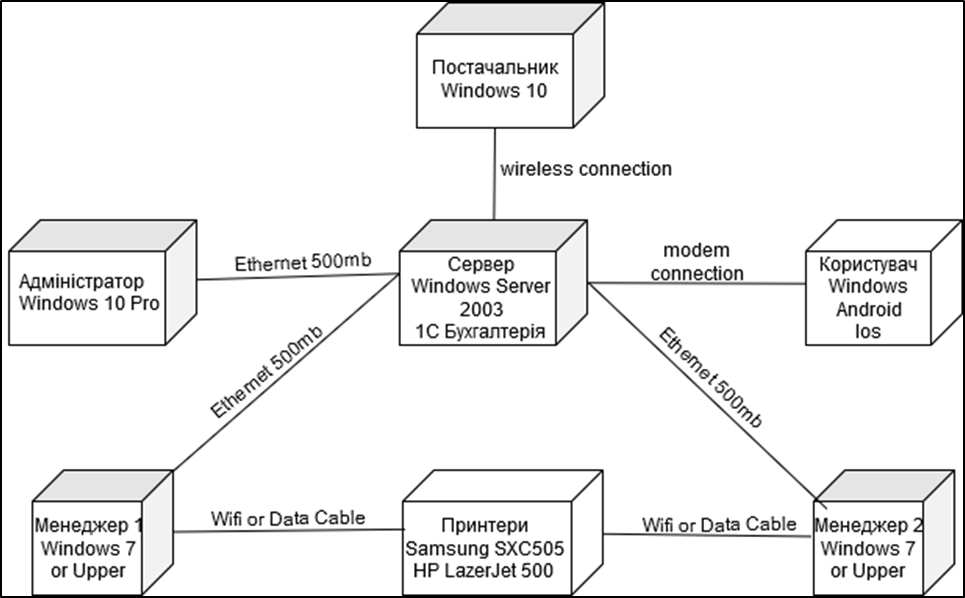 Постачальник
Windows 10
wireless connection
Адміністратор
Windows 10 Pro
Ethernet 500mb
Сервер
Windows Server
2003
1С Бухгалтерія
modem
connection
Користувач
Windows
Android
Ios
Ethernet 500mb
Ethernet 500mb
Менеджер 1
Windows 7
or Upper
Wifi or Data Cable
Принтери
Samsung SXC505
HP LazerJet 500
Wifi or Data Cable
Менеджер 2
Windows 7
or Upper